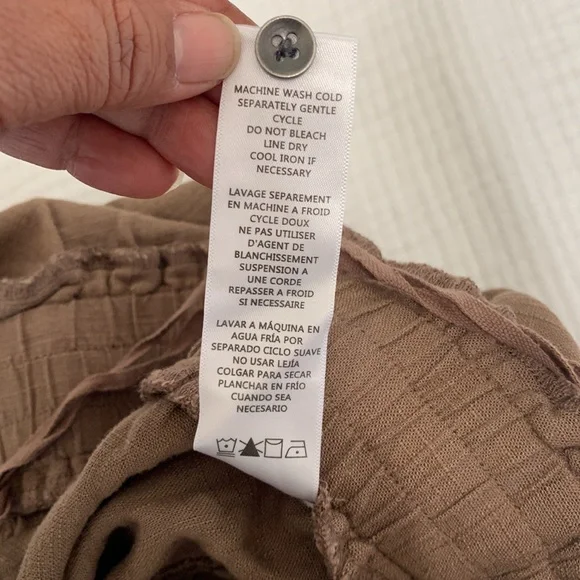 MACHINE WASH COLD
SEPARATELY GENTLE
CYCLE
DO NOT BLEACH
LINE DRY
COOL IRON IF
NECESSARY
LAVAGE SEPAREMENT
EN MACHINE A FROID
CYCLE DOUX
NE PAS UTILISER
D'AGENT DE
BLANCHISSEMENT
SUSPENSION A
UNE CORDE
REPASSER A FROID
SI NECESSAIRE
LAVAR A MÁQUINA EN
AGUA FRÍA POR
SEPARADO CICLO SUAVE
NO USAR LEJÍA
COLGAR PARA SECAR
PLANCHAR EN FRÍO
CUANDO SEA
NECESARIO